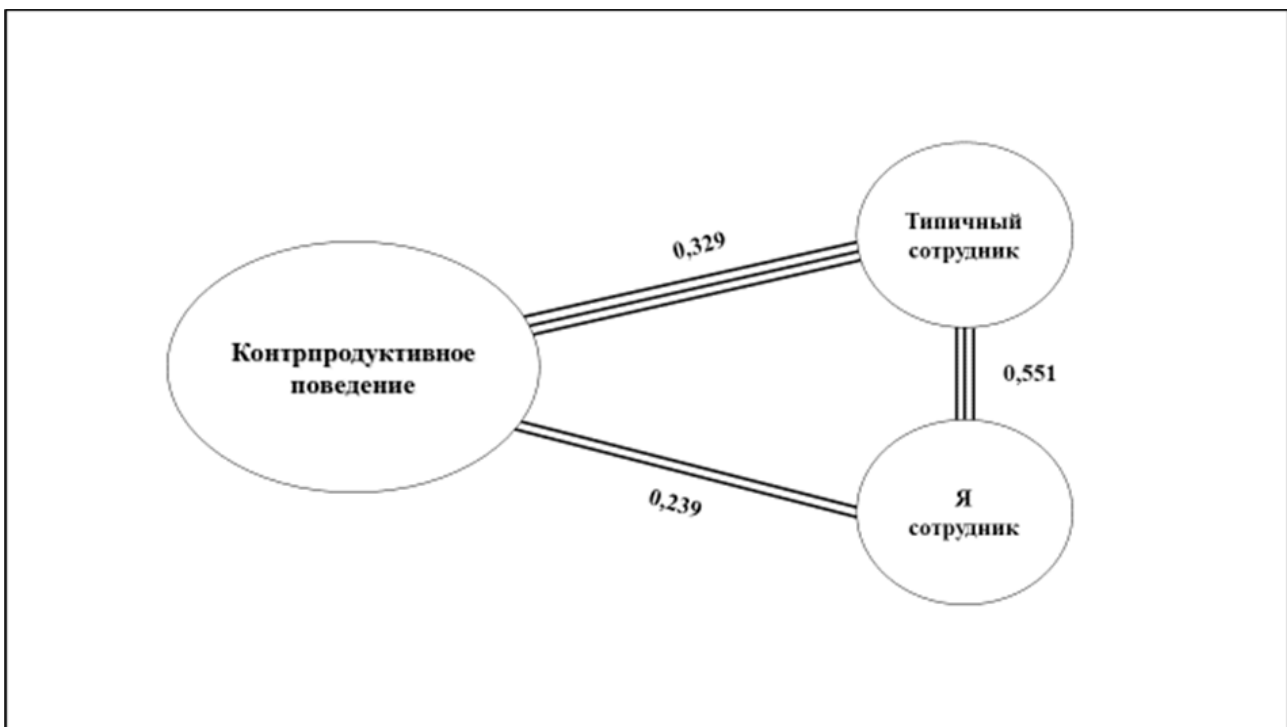 Типичный
сотрудник
0,329
Контрпродуктивное
поведение
0,551
0,239
Я
сотрудник